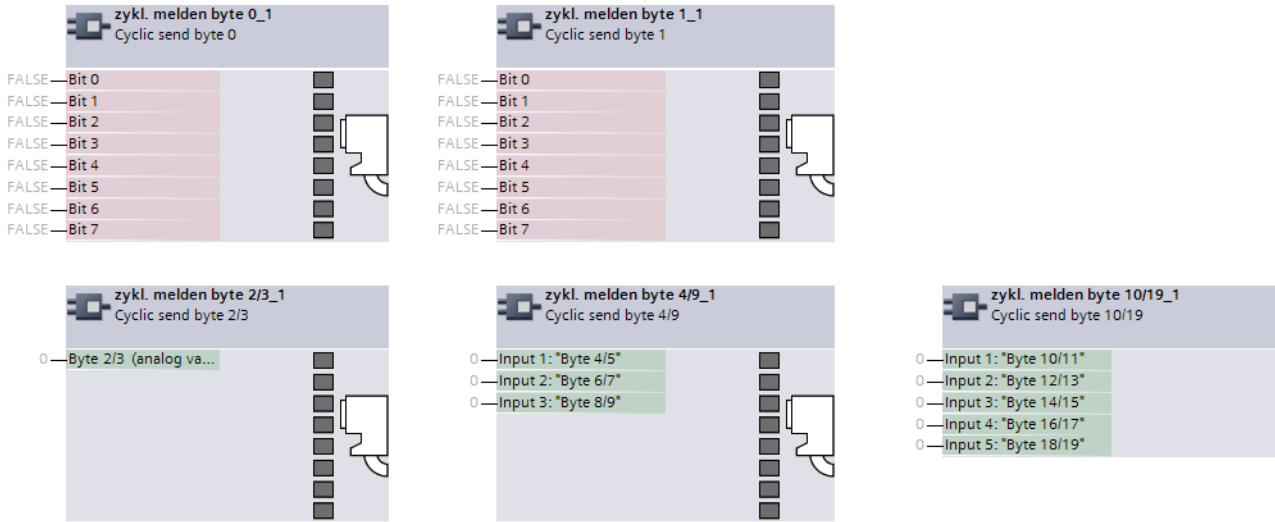 zykl. melden byte 0_1
Cyclic send byte 0
FALSE Bit 0
FALSE Bit 1
FALSE Bit 2
FALSE Bit 3
FALSE Bit 4
FALSE Bit 5
FALSE Bit 6
FALSE Bit 7
zykl. melden byte 1_1
Cyclic send byte 1
FALSE Bit 0
FALSE Bit 1
FALSE Bit 2
FALSE Bit 3
FALSE Bit 4
FALSE Bit 5
FALSE Bit 6
FALSE Bit 7
zykl. melden byte 2/3_1
Cyclic send byte 2/3
0 Byte 2/3 (analog va...
zykl. melden byte 4/9_1
Cyclic send byte 4/9
0 Input 1: "Byte 4/5"
0 Input 2: "Byte 6/7"
0 Input 3: "Byte 8/9"
zykl. melden byte 10/19_1
Cyclic send byte 10/19
0 Input 1: "Byte 10/11"
0 Input 2: "Byte 12/13"
0 Input 3: "Byte 14/15"
0 Input 4: "Byte 16/17"
0 Input 5: "Byte 18/19"